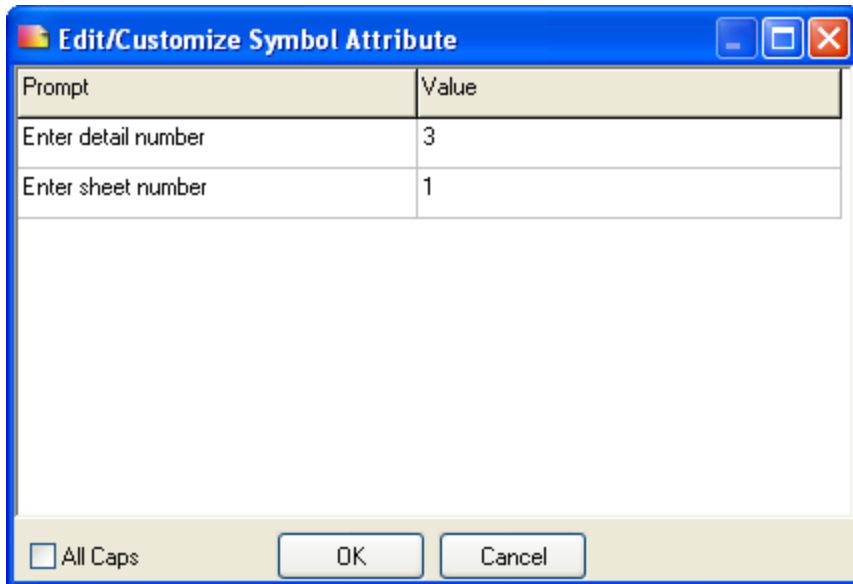 Edit/Customize Symbol Attribute
Prompt Value
Enter detail number 3
Enter sheet number 1
All Caps OK Cancel